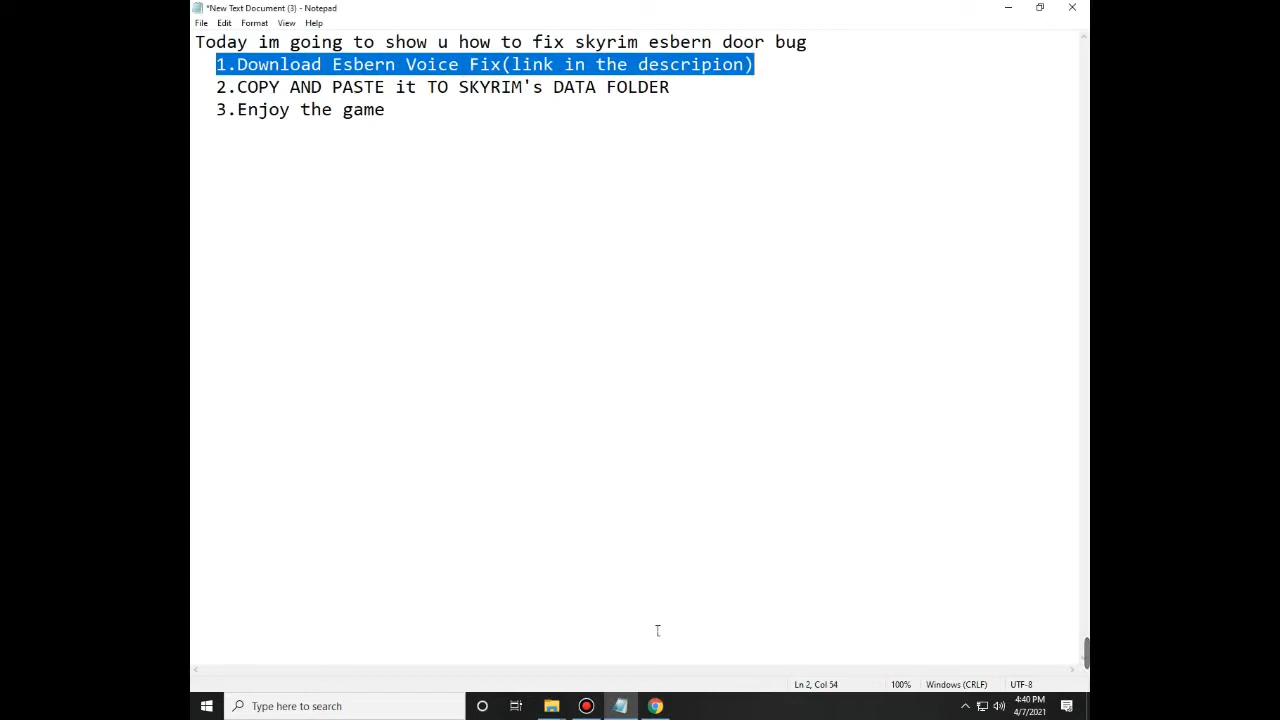 *New Text Document (3) - Notepad
File Edit Format View Help
Today im going to show u how to fix skyrim esbern door bug
1.Download Esbern Voice Fix(link in the descripion)
2.COPY AND PASTE it TO SKYRIM's DATA FOLDER
3.Enjoy the game
Ln 2, Col 54 100% Windows (CRLF) UTF-8
Type here to search
4:40 PM
4/7/2021